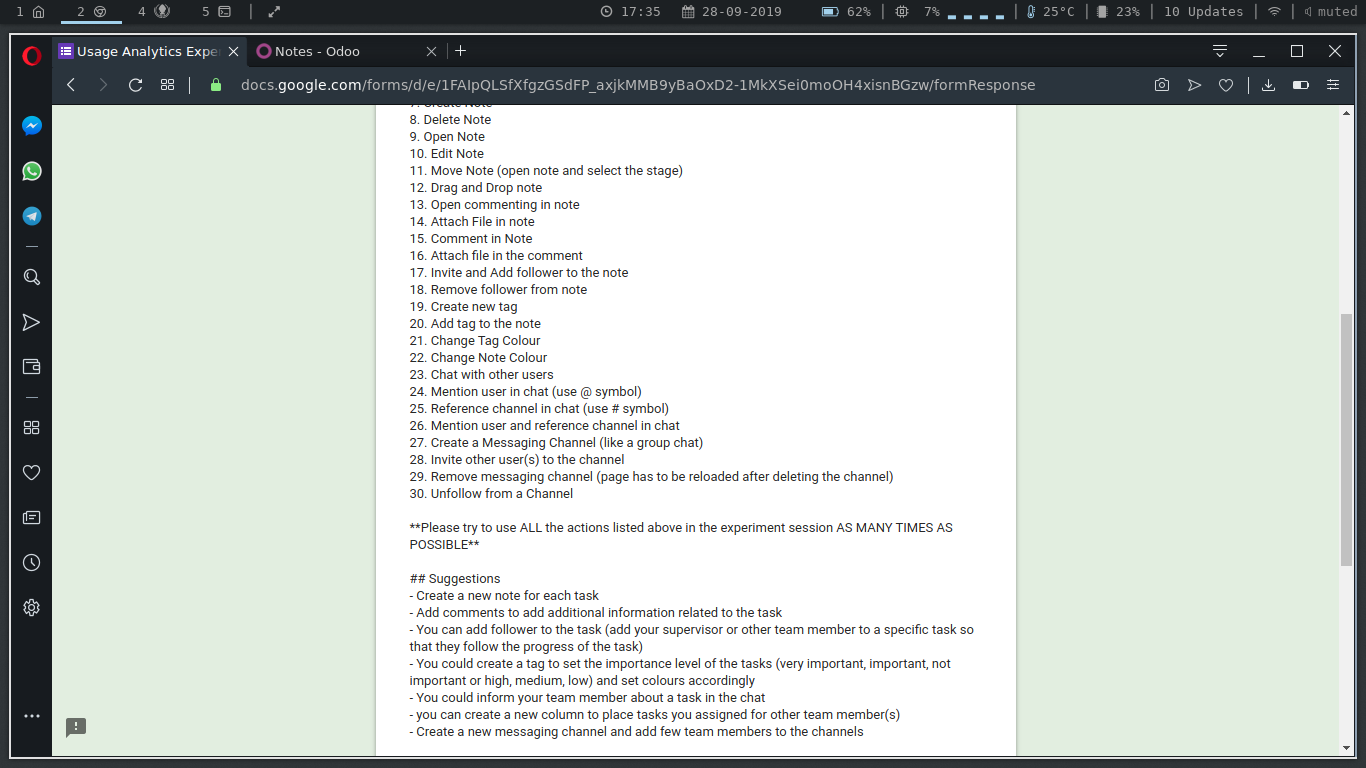 1 2 4 5 17:35 28-09-2019 62% 7% 25°C 23% 10 Updates muted
Usage Analytics Expe Notes - Odoo
docs.google.com/forms/d/e/1FAIpQLSfXfgzGSdFP_axjkMMB9yBaOxD2-1MkXSei0moOH4xisnBGzw/formResponse
7. Create Note
8. Delete Note
9. Open Note
10. Edit Note
11. Move Note (open note and select the stage)
12. Drag and Drop note
13. Open commenting in note
14. Attach File in note
15. Comment in Note
16. Attach file in the comment
17. Invite and Add follower to the note
18. Remove follower from note
19. Create new tag
20. Add tag to the note
21. Change Tag Colour
22. Change Note Colour
23. Chat with other users
24. Mention user in chat (use @ symbol)
25. Reference channel in chat (use # symbol)
26. Mention user and reference channel in chat
27. Create a Messaging Channel (like a group chat)
28. Invite other user(s) to the channel
29. Remove messaging channel (page has to be reloaded after deleting the channel)
30. Unfollow from a Channel
**Please try to use ALL the actions listed above in the experiment session AS MANY TIMES AS
POSSIBLE**
## Suggestions
- Create a new note for each task
- Add comments to add additional information related to the task
- You can add follower to the task (add your supervisor or other team member to a specific task so
that they follow the progress of the task)
- You could create a tag to set the importance level of the tasks (very important, important, not
important or high, medium, low) and set colours accordingly
- You could inform your team member about a task in the chat
- you can create a new column to place tasks you assigned for other team member(s)
- Create a new messaging channel and add few team members to the channels